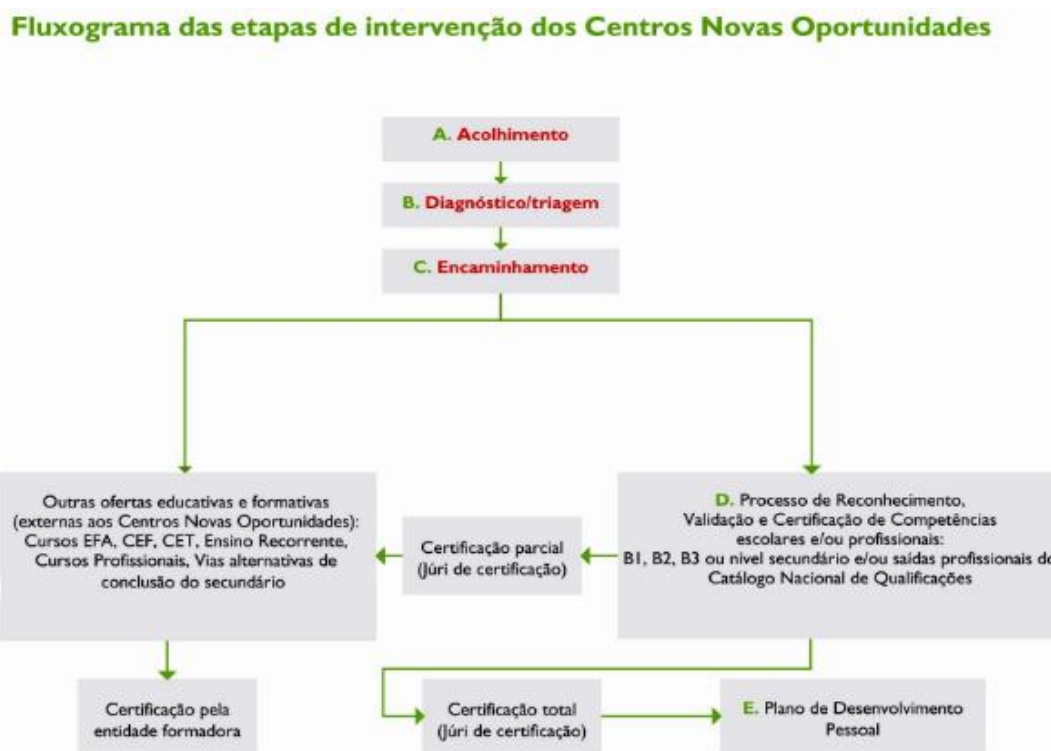 Fluxograma das etapas de intervenção dos Centros Novas Oportunidades
A. Acolhimento
B. Diagnóstico/triagem
C. Encaminhamento
Outras ofertas educativas e formativas
(externas aos Centros Novas Oportunidades):
Cursos EFA, CEF, CET, Ensino Recorrente,
Cursos Profissionais, Vias alternativas de
conclusão do secundário
Certificação parcial
(Júri de certificação)
D. Processo de Reconhecimento,
Validação e Certificação de Competências
escolares e/ou profissionais:
B1, B2, B3 ou nível secundário e/ou saídas profissionais do
Catálogo Nacional de Qualificações
Certificação pela
entidade formadora
Certificação total
(Júri de certificação)
E. Plano de Desenvolvimento
Pessoal